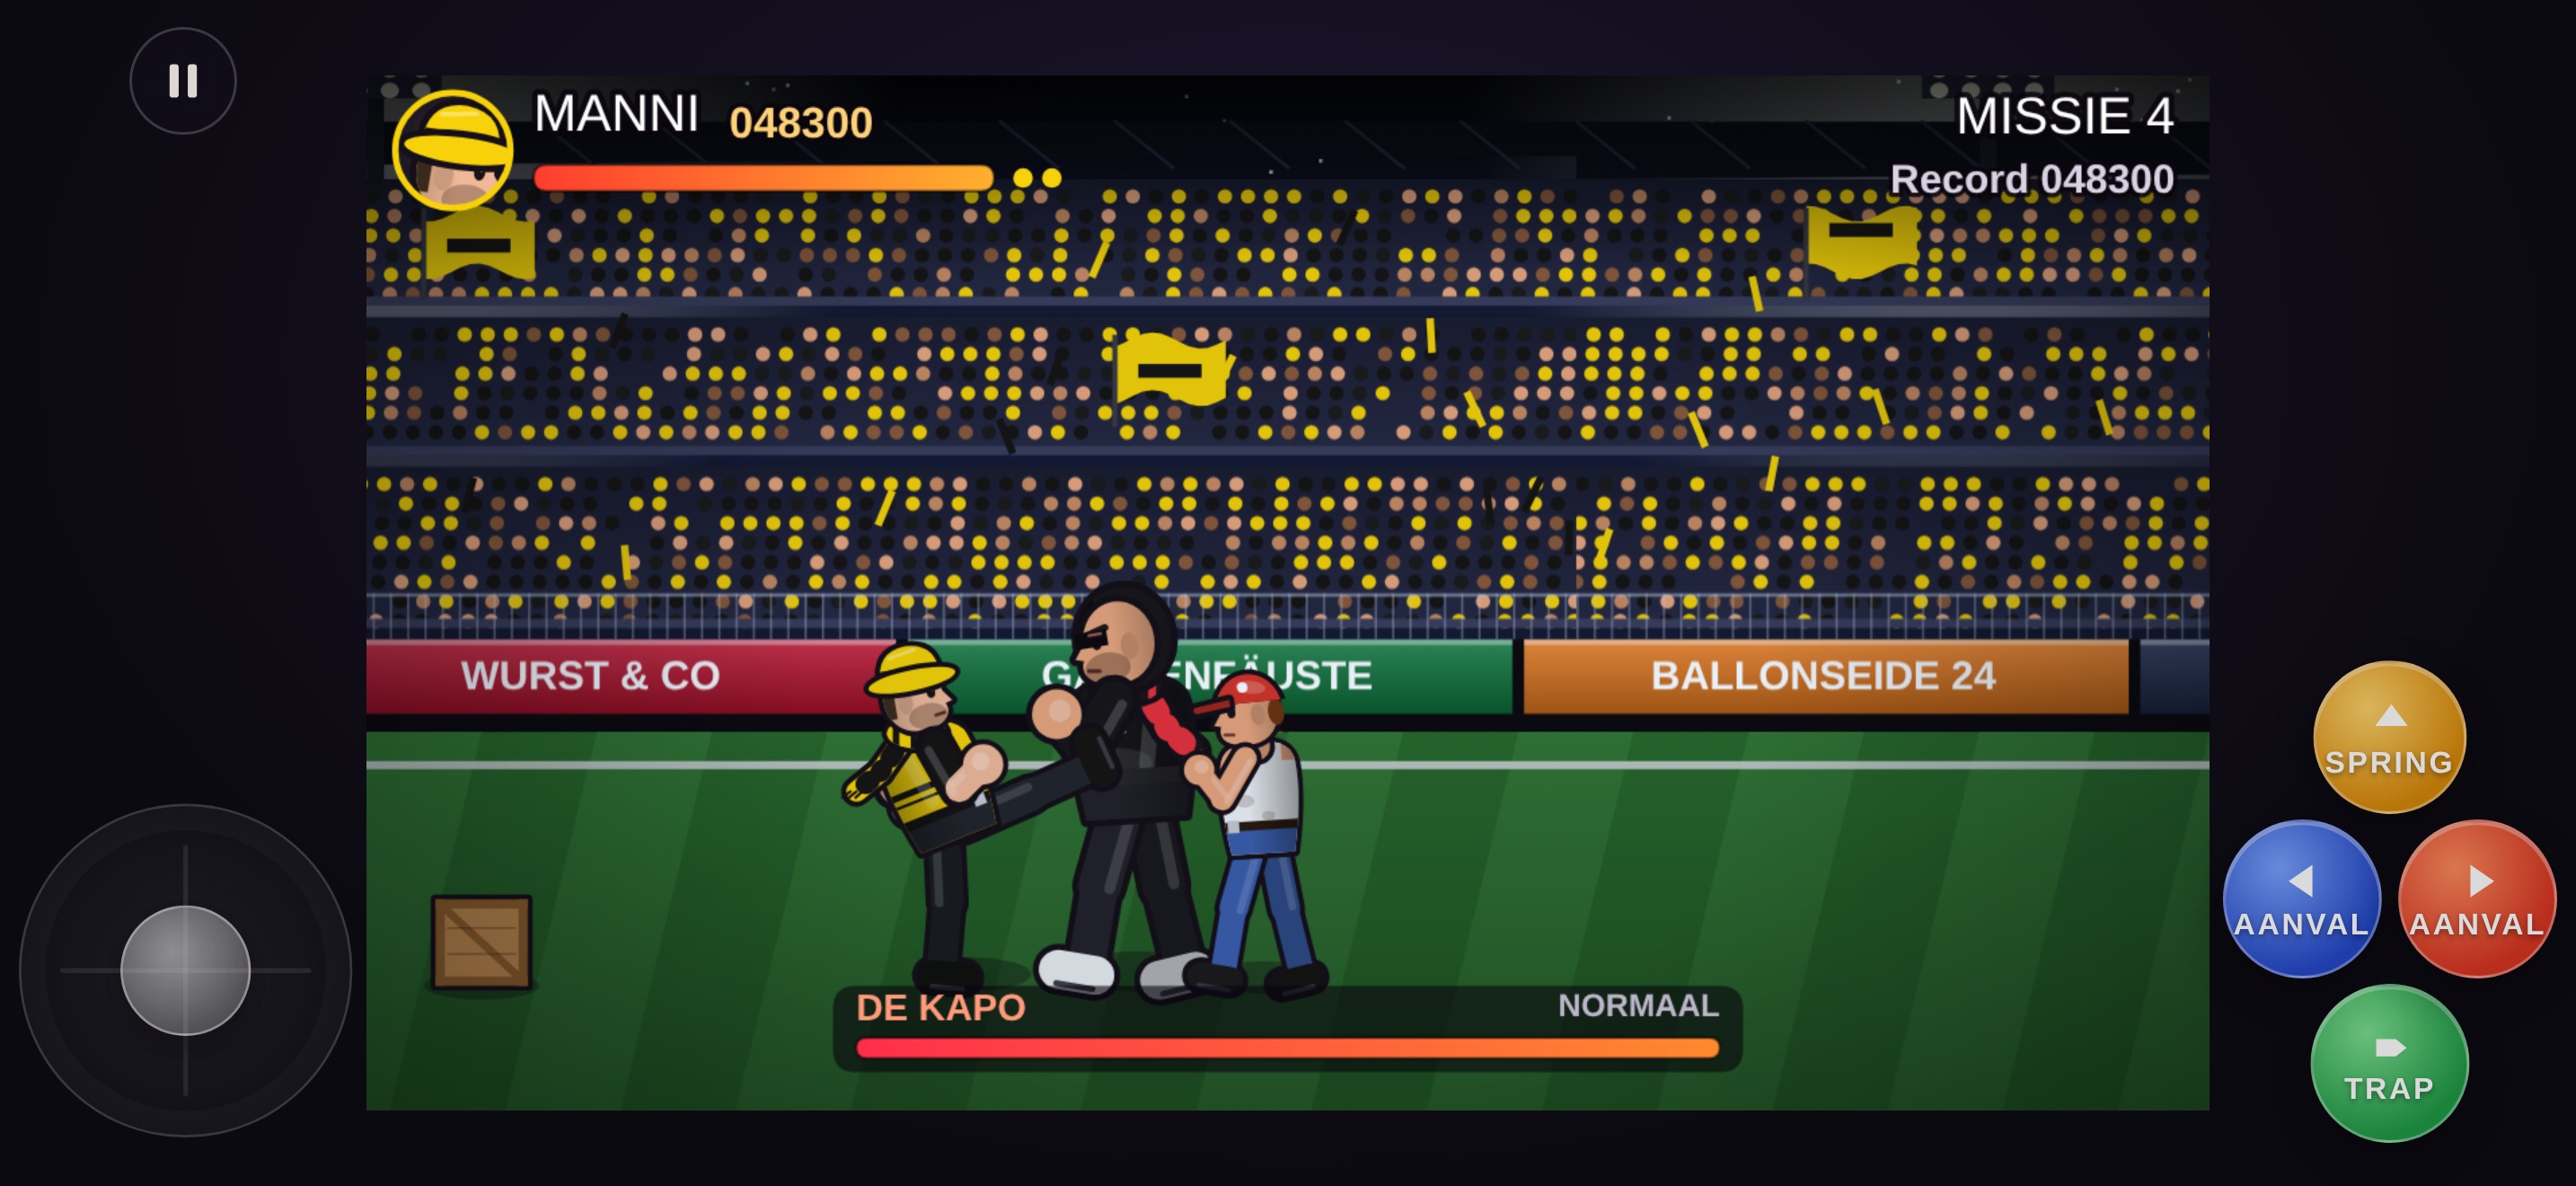 MANNI 048300
MISSIE 4
Record 048300
WURST & CO
BALLONSEIDE 24
SPRING
AANVAL
AANVAL
TRAP
DE KAPO
NORMAAL